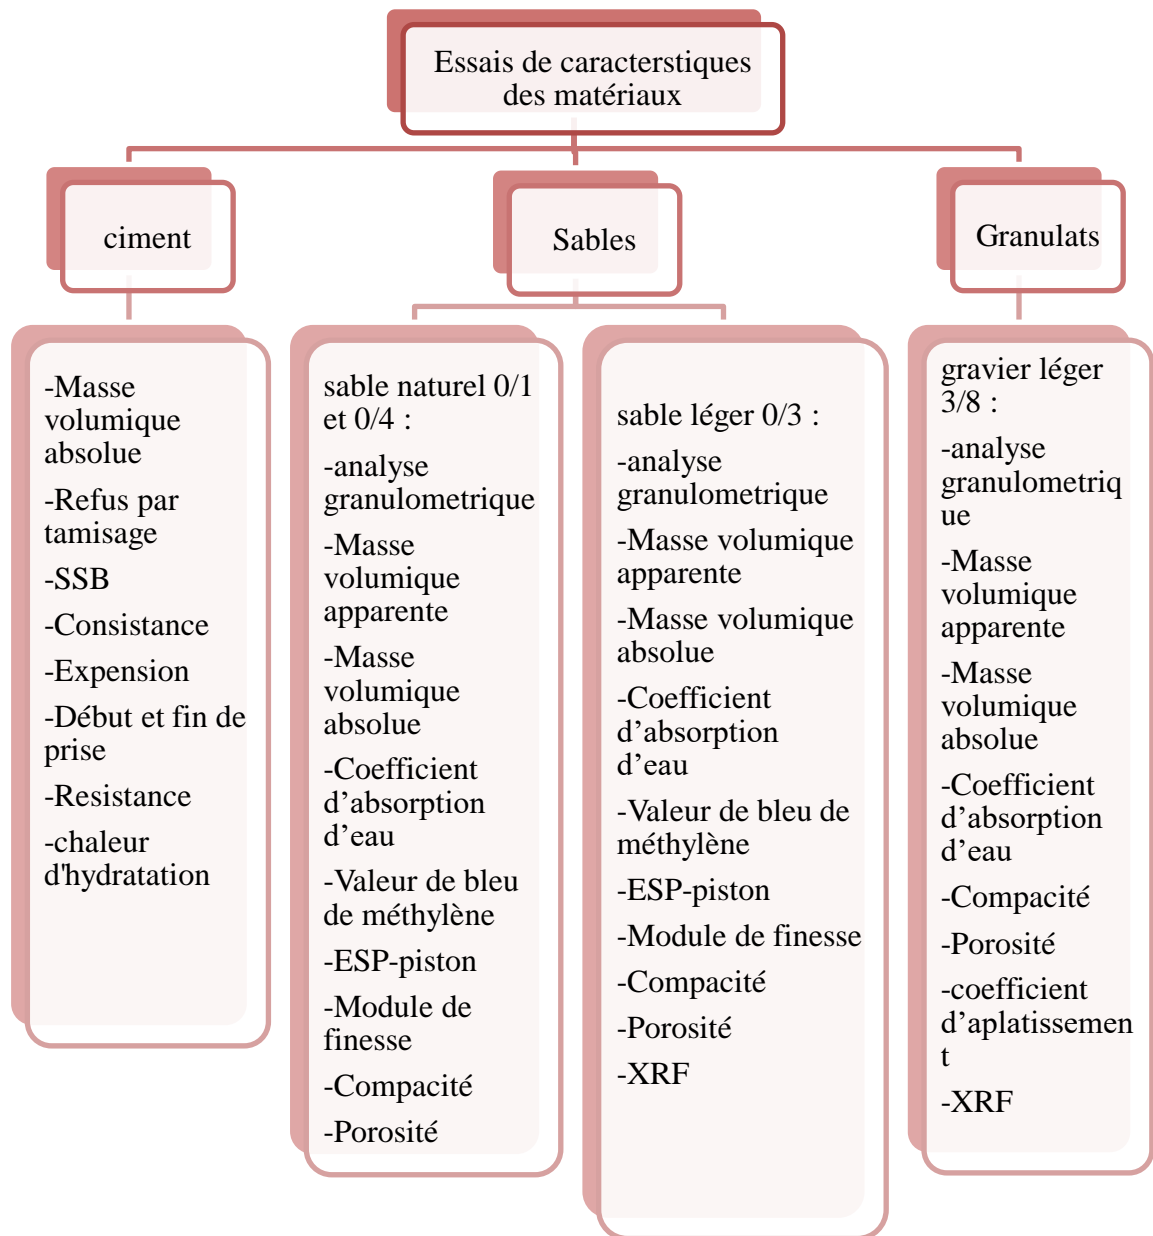 Essais de caracterstiques
des matériaux
ciment
Sables
Granulats
-Masse
volumique
absolue
-Refus par
tamisage
-SSB
-Consistance
-Expension
-Début et fin de
prise
-Resistance
-chaleur
d'hydratation
sable naturel 0/1
et 0/4 :
-analyse
granulometrique
-Masse
volumique
apparente
-Masse
volumique
absolue
-Coefficient
d’absorption
d’eau
-Valeur de bleu
de méthylène
-ESP-piston
-Module de
finesse
-Compacité
-Porosité
sable léger 0/3 :
-analyse
granulometrique
-Masse volumique
apparente
-Masse volumique
absolue
-Coefficient
d’absorption
d’eau
-Valeur de bleu de
méthylène
-ESP-piston
-Module de finesse
-Compacité
-Porosité
-XRF
gravier léger
3/8 :
-analyse
granulometriq
ue
-Masse
volumique
apparente
-Masse
volumique
absolue
-Coefficient
d’absorption
d’eau
-Compacité
-Porosité
-coefficient
d’aplatissemen
t
-XRF